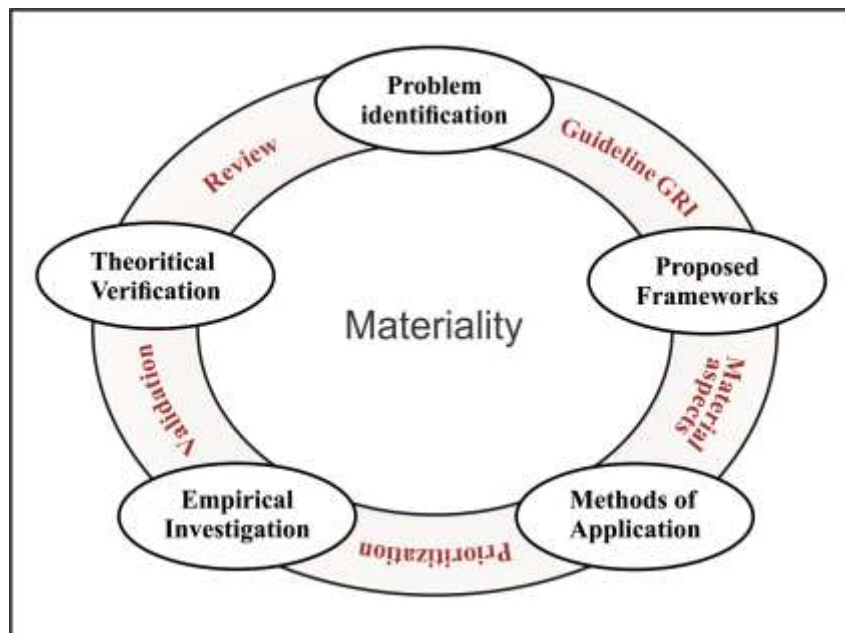 Problem
identification
Guideline GRI
Proposed
Frameworks
Material
aspects
Methods of
Application
Prioritization
Empirical
Investigation
Validation
Theoritical
Verification
Review
Materiality